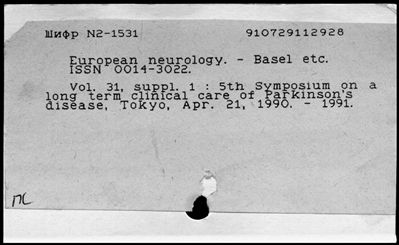 Шифр N2-1531 910729112928
European neurology. - Basel etc.
ISSN 0014-3022.
Vol. 31, suppl. 1 : 5th Symposium on a
long term clinical care of Parkinson's
disease, Tokyo, Apr. 21, 1990. - 1991.
ПС